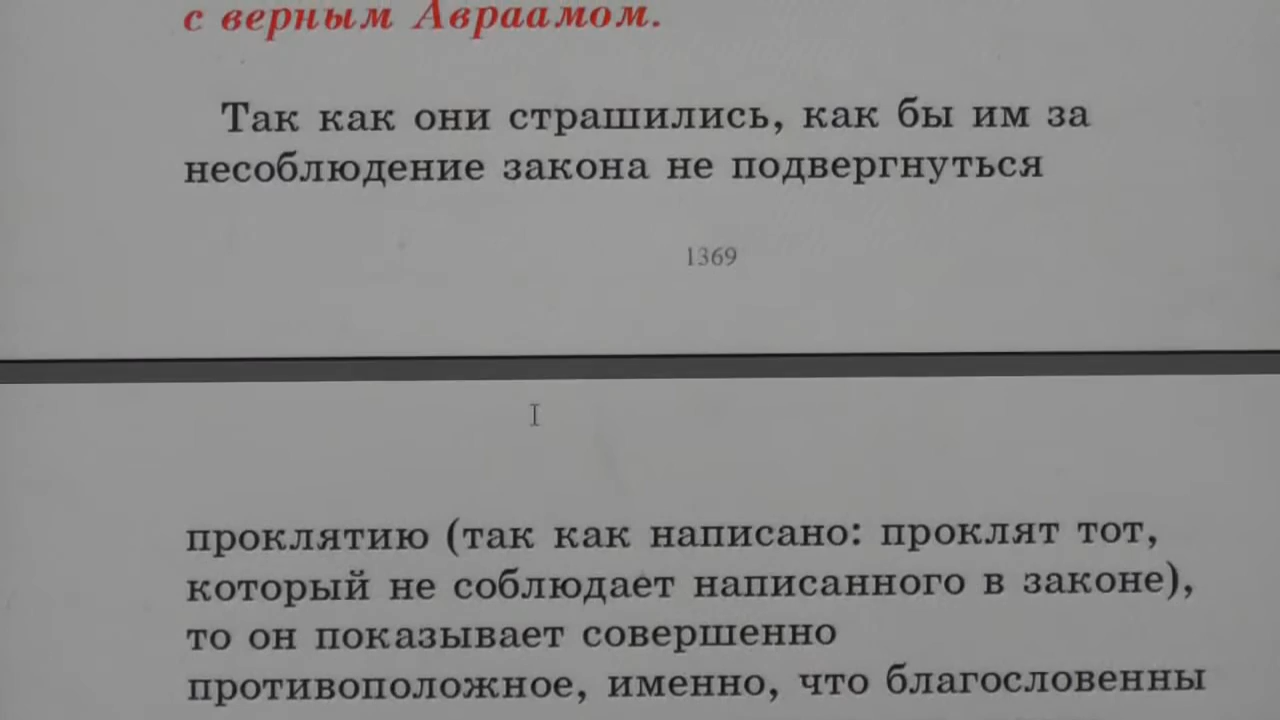 с верным Авраамом.
Так как они страшились, как бы им за
несоблюдение закона не подвергнуться
1369
проклятию (так как написано: проклят тот,
который не соблюдает написанного в законе),
то он показывает совершенно
противоположное, именно, что благословенны